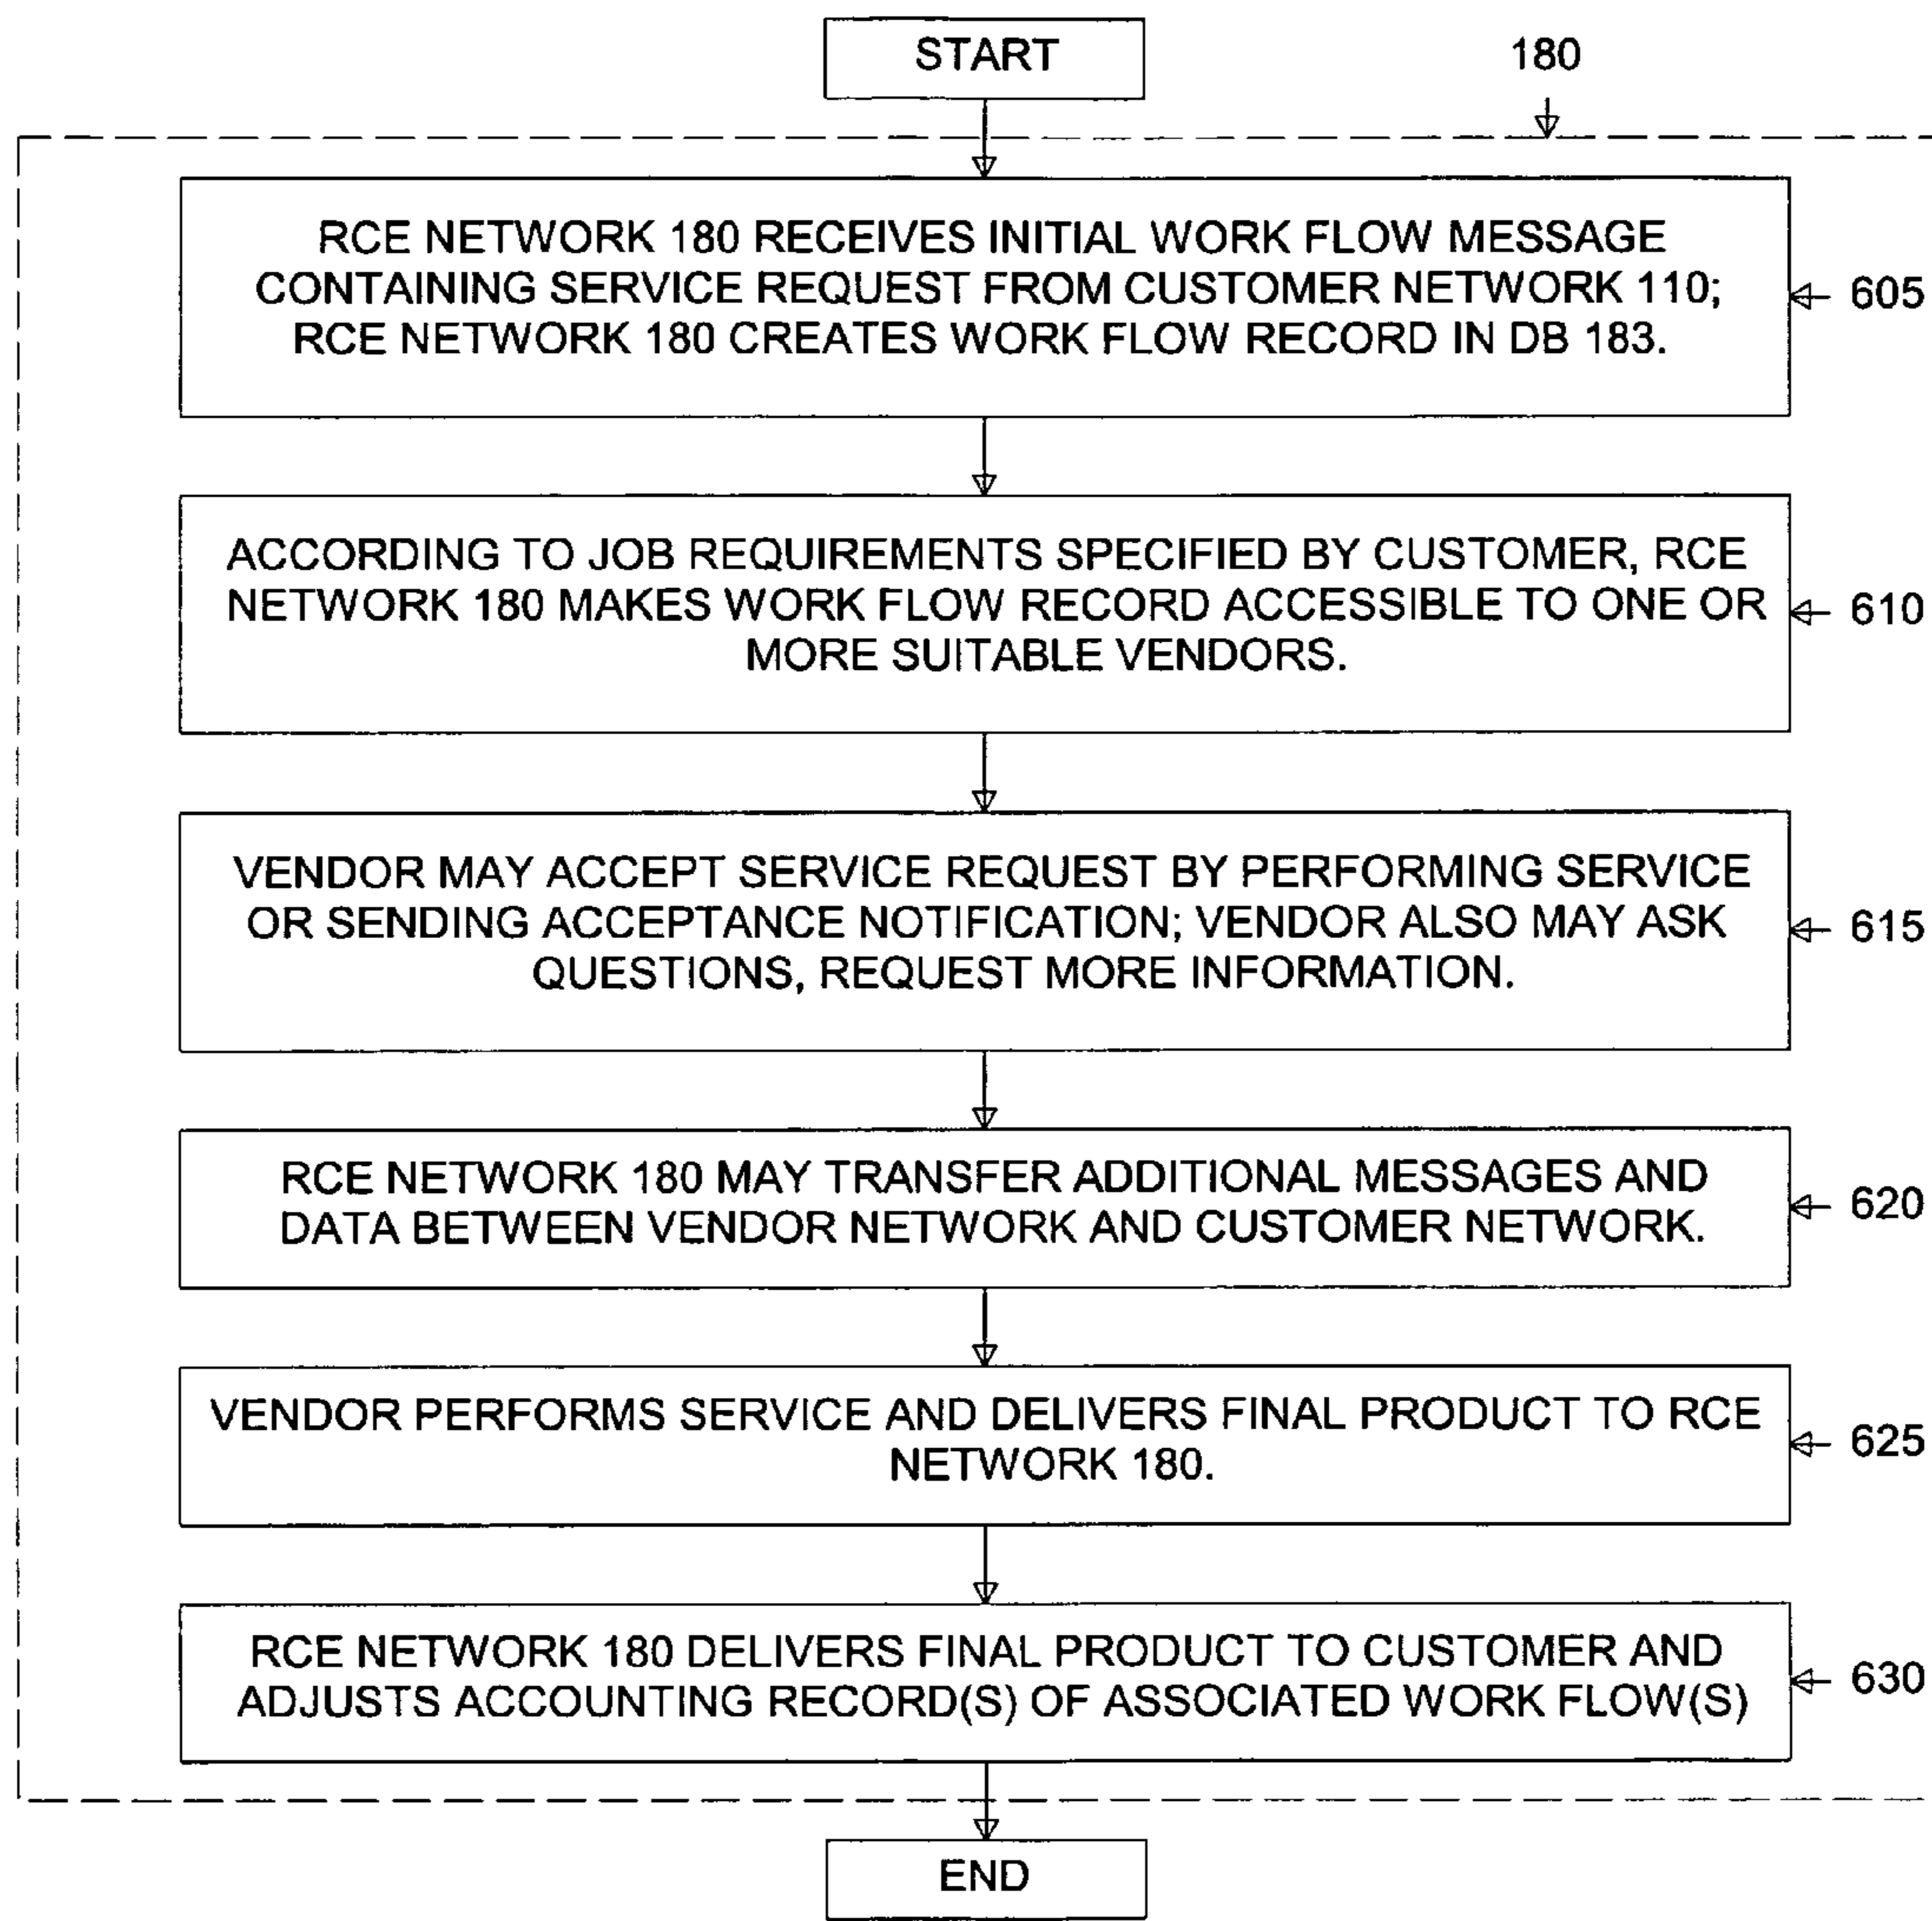 START
180
RCE NETWORK 180 RECEIVES INITIAL WORK FLOW MESSAGE
CONTAINING SERVICE REQUEST FROM CUSTOMER NETWORK 110;
RCE NETWORK 180 CREATES WORK FLOW RECORD IN DB 183.
605
ACCORDING TO JOB REQUIREMENTS SPECIFIED BY CUSTOMER, RCE
NETWORK 180 MAKES WORK FLOW RECORD ACCESSIBLE TO ONE OR
MORE SUITABLE VENDORS.
610
VENDOR MAY ACCEPT SERVICE REQUEST BY PERFORMING SERVICE
OR SENDING ACCEPTANCE NOTIFICATION; VENDOR ALSO MAY ASK
QUESTIONS, REQUEST MORE INFORMATION.
615
RCE NETWORK 180 MAY TRANSFER ADDITIONAL MESSAGES AND
DATA BETWEEN VENDOR NETWORK AND CUSTOMER NETWORK.
620
VENDOR PERFORMS SERVICE AND DELIVERS FINAL PRODUCT TO RCE
NETWORK 180.
625
RCE NETWORK 180 DELIVERS FINAL PRODUCT TO CUSTOMER AND
ADJUSTS ACCOUNTING RECORD(S) OF ASSOCIATED WORK FLOW(S)
630
END